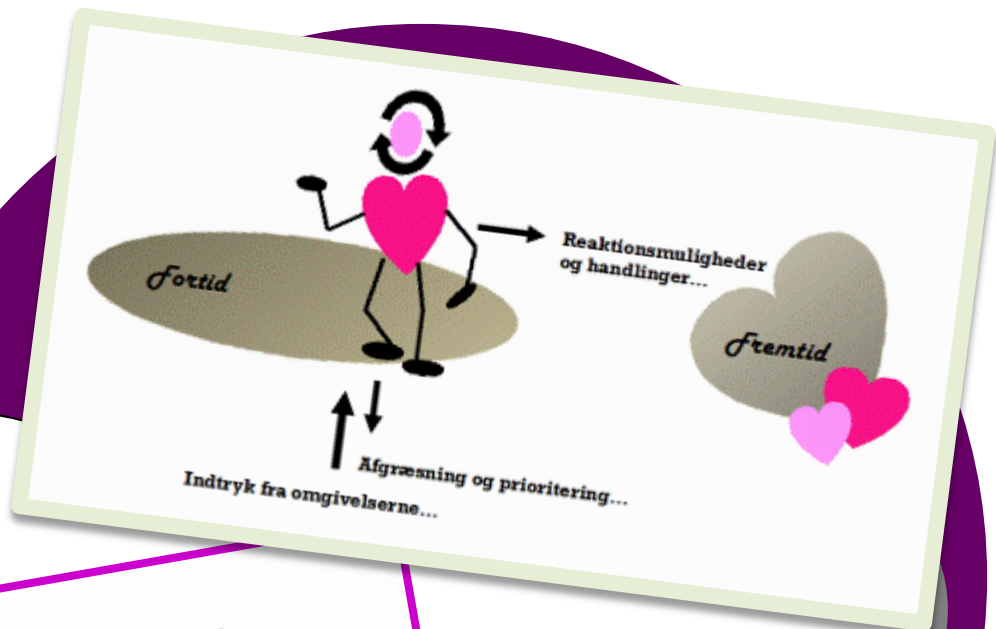 Reaktionsmuligheder
og handlinger...
Fortid
Fremtid
Afgræsning og prioritering...
Indtryk fra omgivelserne...